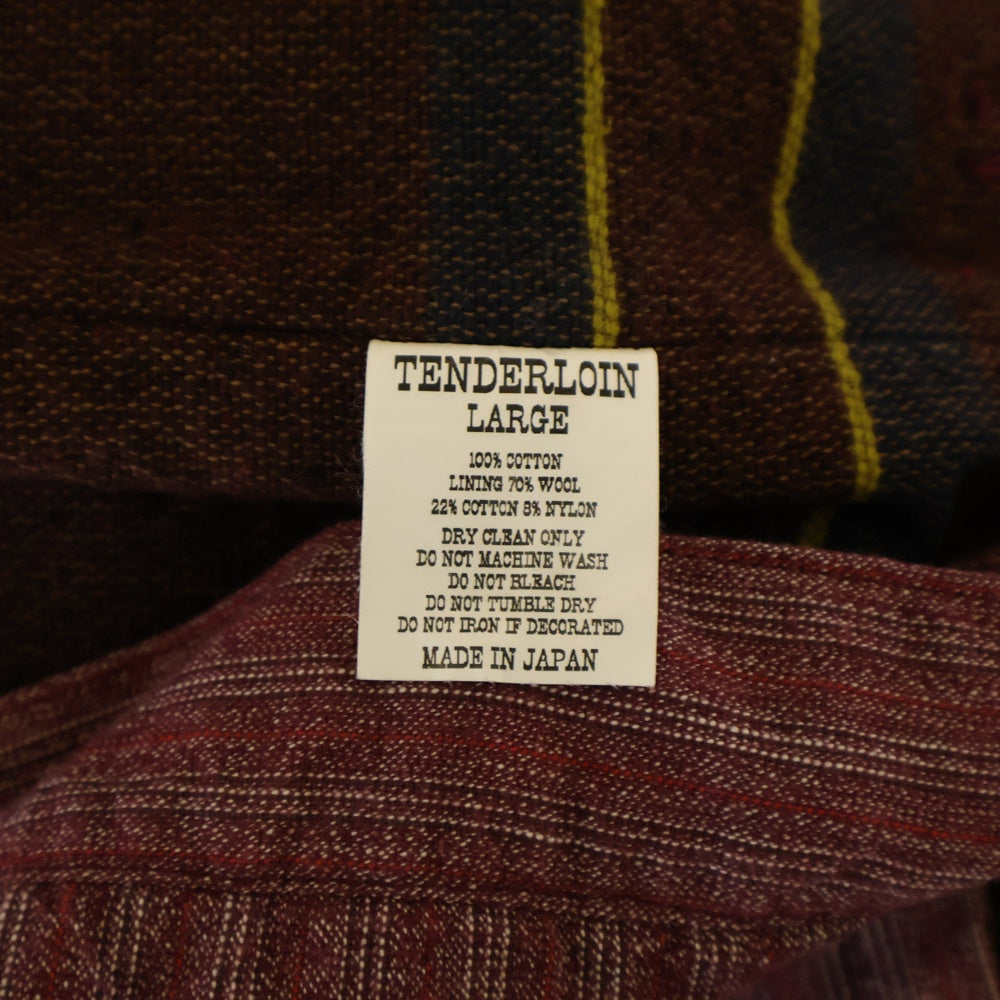 TENDERLOIN
LARGE
100% COTTON
LINING 70% WOOL
22% COTTON 8% NYLON
DRY CLEAN ONLY
DO NOT MACHINE WASH
DO NOT BLEACH
DO NOT TUMBLE DRY
DO NOT IRON IF DECORATED
MADE IN JAPAN